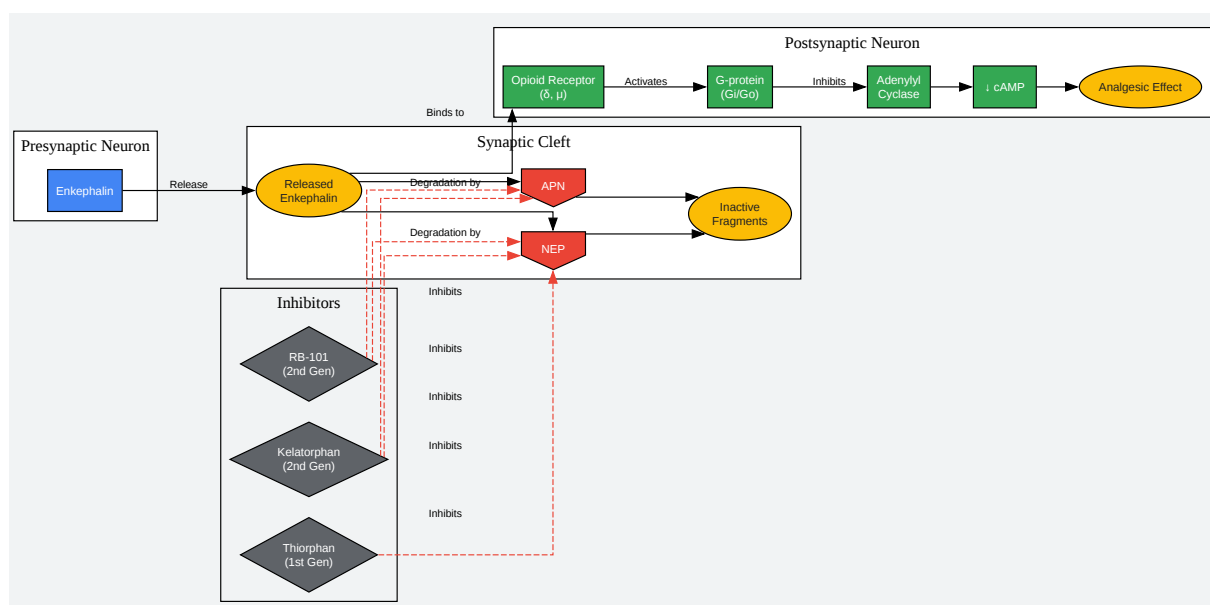 Postsynaptic Neuron
Opioid Receptor
(δ, μ)
Activates
G-protein
(Gi/Go)
Inhibits
Adenylyl
Cyclase
↓ cAMP
Analgesic Effect
Binds to
Presynaptic Neuron
Enkephalin
Release
Synaptic Cleft
Released
Enkephalin
Degradation by
APN
Degradation by
NEP
Inactive
Fragments
Inhibitors
RB-101
(2nd Gen)
Kelatorphan
(2nd Gen)
Thiorphan
(1st Gen)
Inhibits
Inhibits
Inhibits
Inhibits
Inhibits